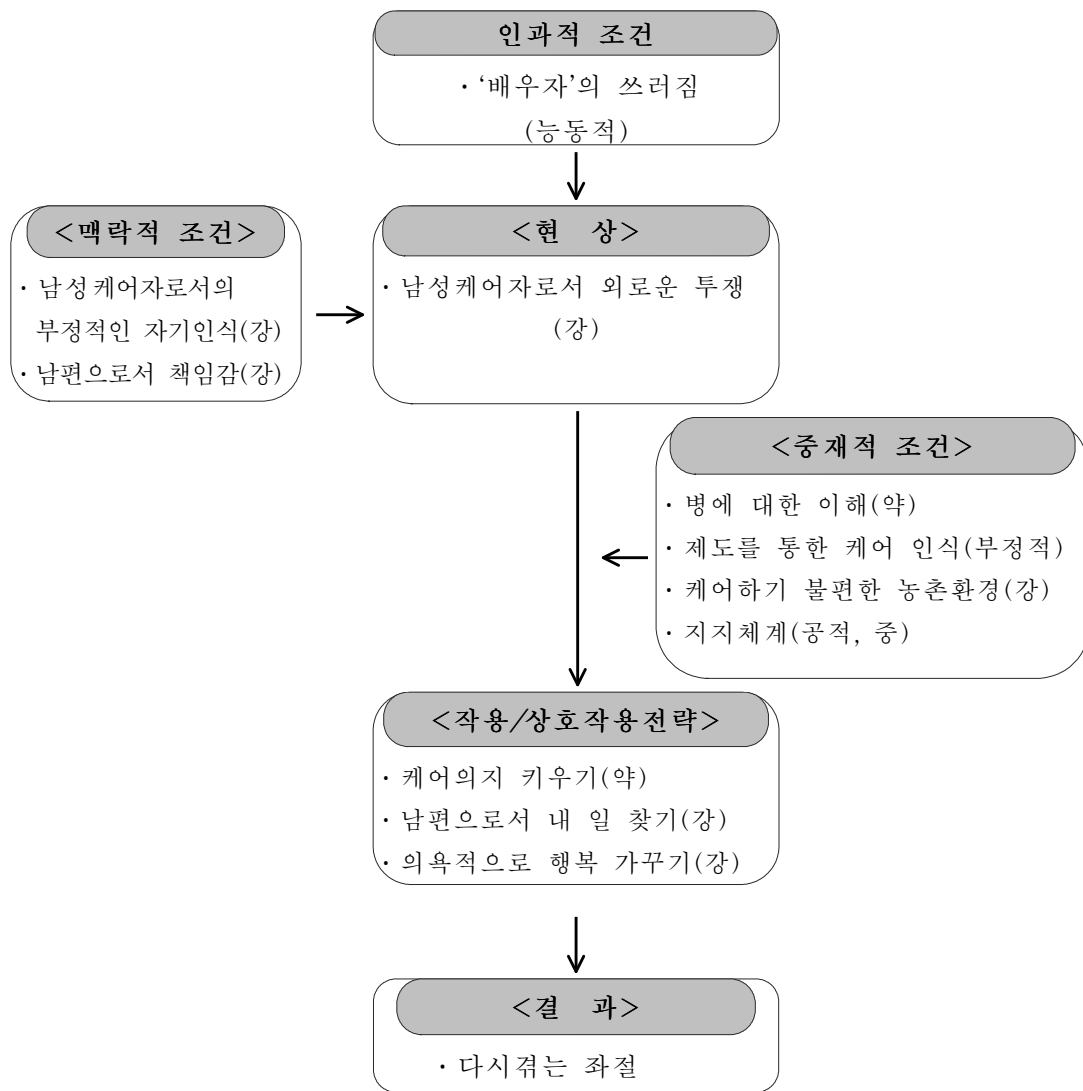 인과적 조건
· ‘배우자’의 쓰러짐
(능동적)
<맥락적 조건>
· 남성케어자로서의
부정적인 자기인식(강)
· 남편으로서 책임감(강)
<현 상>
· 남성케어자로서 외로운 투쟁
(강)
<중재적 조건>
· 병에 대한 이해(약)
· 제도를 통한 케어 인식(부정적)
· 케어하기 불편한 농촌환경(강)
· 지지체계(공적, 중)
<작용/상호작용전략>
· 케어의지 키우기(약)
· 남편으로서 내 일 찾기(강)
· 의욕적으로 행복 가꾸기(강)
<결 과>
· 다시겪는 좌절